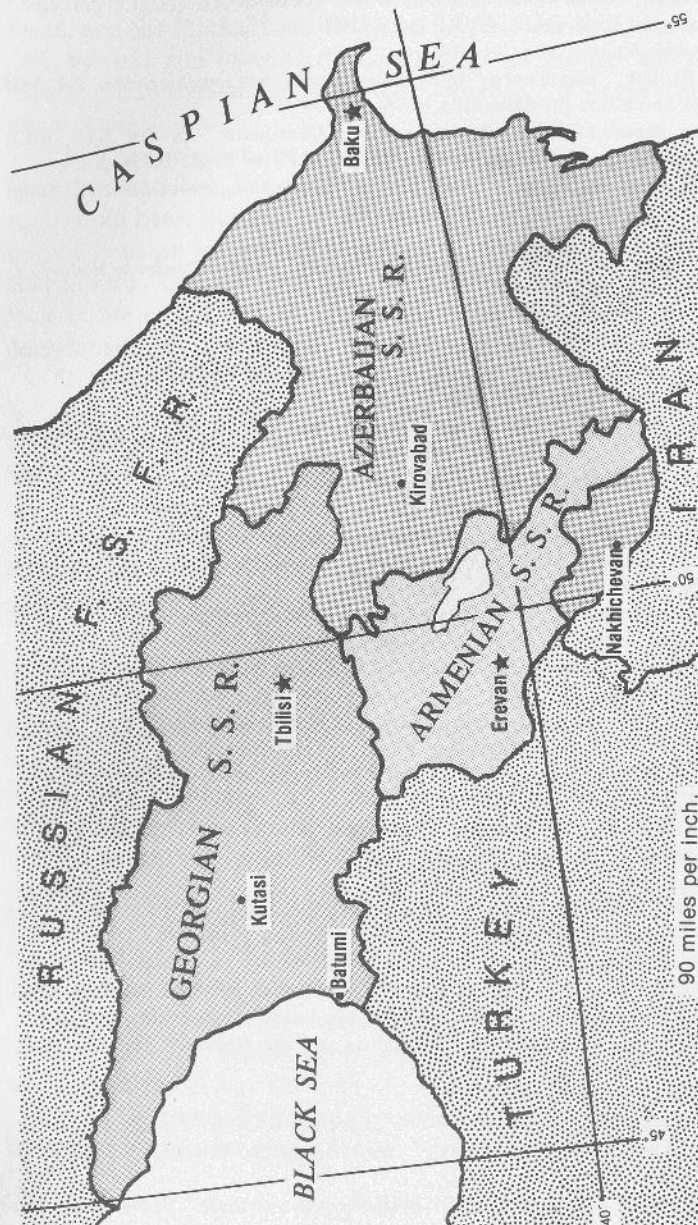 CASPIAN SEA
RUSSIAN S. F. S. R.
GEORGIAN S. S. R.
Tbilisi
Kutasi
Batumi
BLACK SEA
AZERBAIJAN
S. S. R.
Baku
Kirovabad
ARMENIAN S. S. R.
Erevan
Nakhichevan
TURKEY
IRAN
45°
50°
55°
40
90 miles per inch.